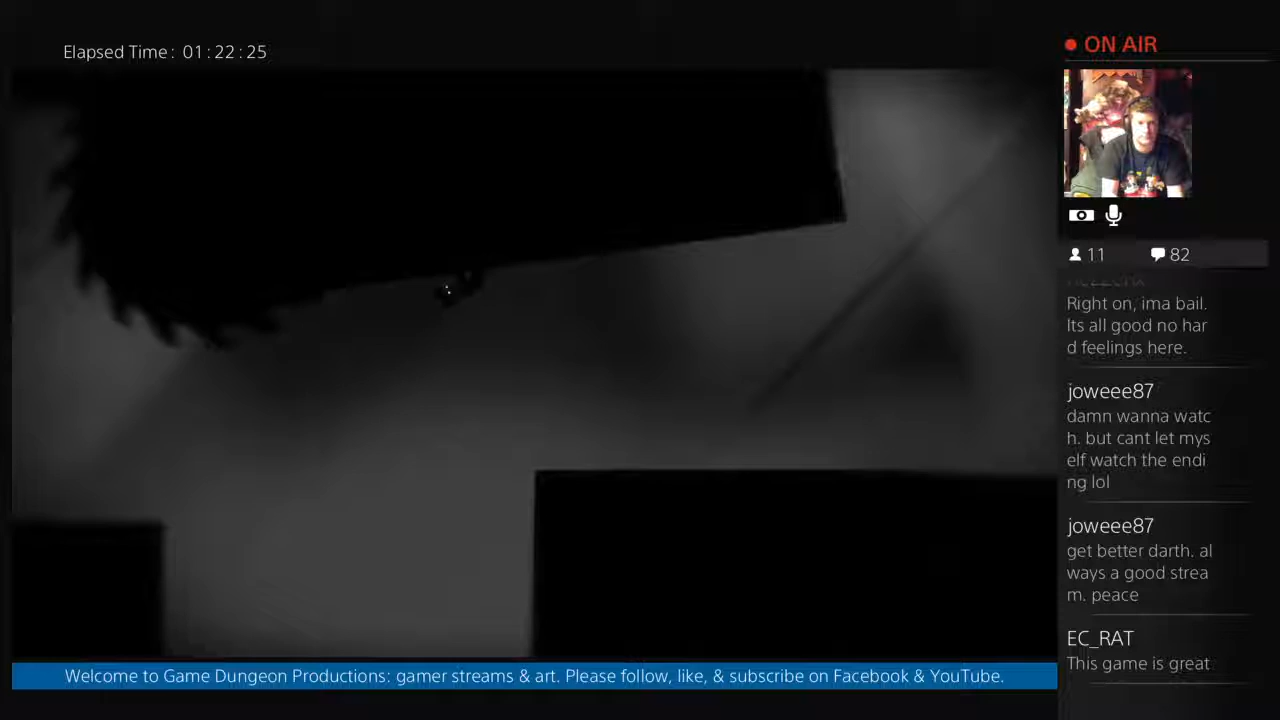 Elapsed Time: 01:22:25
ON AIR
11
82
Right on, ima bail.
Its all good no har
d feelings here.
joweee87
damn wanna watc
h. but cant let mys
elf watch the endi
ng lol
joweee87
get better darth. al
ways a good strea
m. peace
EC_RAT
This game is great
Welcome to Game Dungeon Productions: gamer streams & art. Please follow, like, & subscribe on Facebook & YouTube.